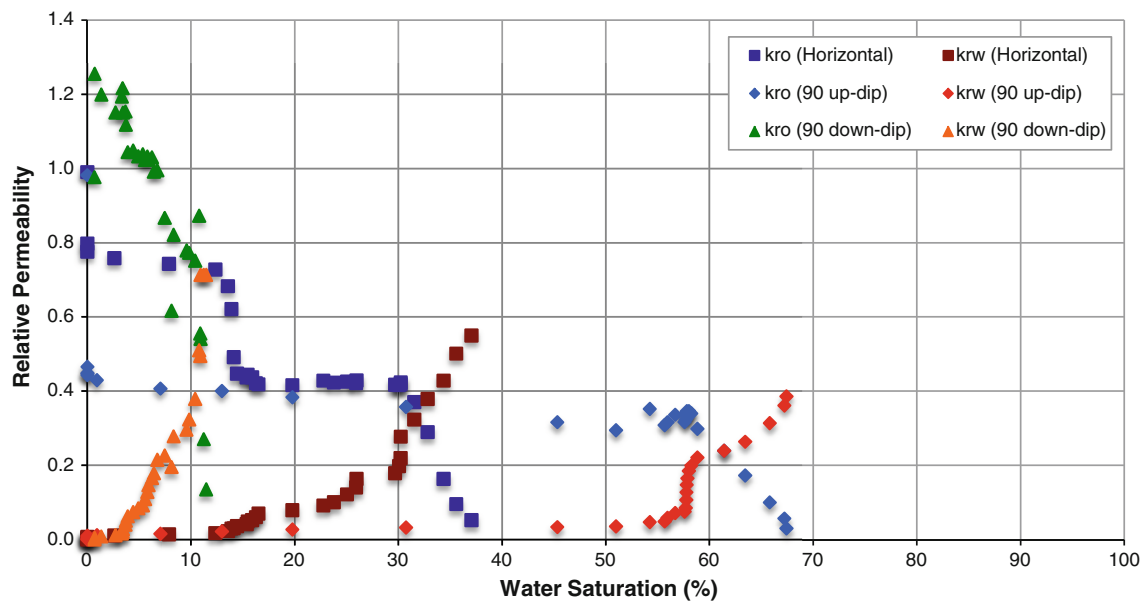 1.4
1.2
1.0
0.8
0.6
0.4
0.2
0.0
Relative Permeability
kro (Horizontal)
krw (Horizontal)
kro (90 up-dip)
krw (90 up-dip)
kro (90 down-dip)
krw (90 down-dip)
0 10 20 30 40 50 60 70 80 90 100
Water Saturation (%)